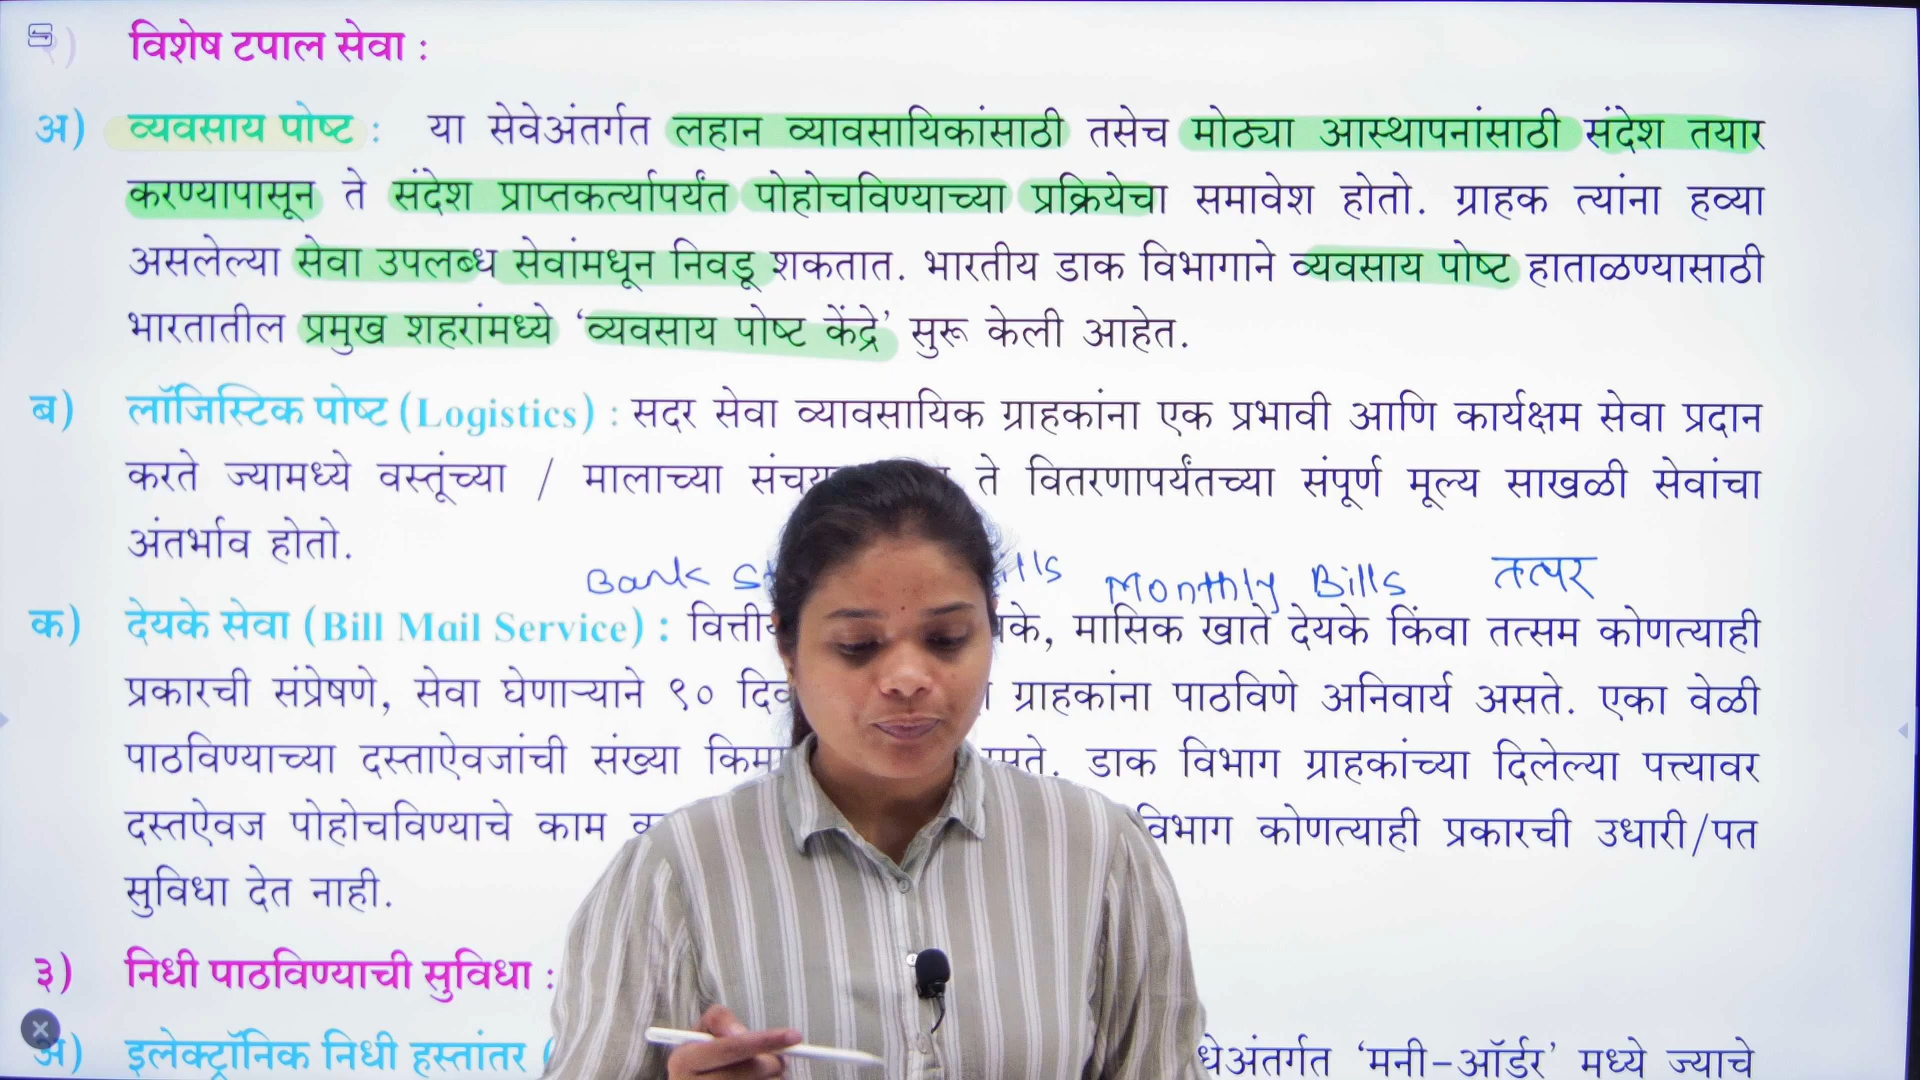 २) विशेष टपाल सेवा :
अ) व्यवसाय पोष्ट : या सेवेअंतर्गत लहान व्यावसायिकांसाठी तसेच मोठ्या आस्थापनांसाठी संदेश तयार
करण्यापासून ते संदेश प्राप्तकर्त्यापर्यंत पोहोचविण्याच्या प्रक्रियेचा समावेश होतो. ग्राहक त्यांना हव्या
असलेल्या सेवा उपलब्ध सेवांमधून निवडू शकतात. भारतीय डाक विभागाने व्यवसाय पोष्ट हाताळण्यासाठी
भारतातील प्रमुख शहरांमध्ये ‘व्यवसाय पोष्ट केंद्रे’ सुरू केली आहेत.
ब) लॉजिस्टिक पोष्ट (Logistics) : सदर सेवा व्यावसायिक ग्राहकांना एक प्रभावी आणि कार्यक्षम सेवा प्रदान
करते ज्यामध्ये वस्तूंच्या / मालाच्या ते वितरणापर्यंतच्या संपूर्ण मूल्य साखळी सेवांचा
अंतर्भाव होतो.
Bank Monthly Bills तत्पर
क) देयके सेवा (Bill Mail Service) : मासिक खाते देयके किंवा तत्सम कोणत्याही
प्रकारची संप्रेषणे, सेवा घेणाऱ्याने ९० ग्राहकांना पाठविणे अनिवार्य असते. एका वेळी
पाठविण्याच्या दस्ताऐवजांची संख्या डाक विभाग ग्राहकांच्या दिलेल्या पत्त्यावर
दस्तऐवज पोहोचविण्याचे काम विभाग कोणत्याही प्रकारची उधारी/पत
सुविधा देत नाही.
३) निधी पाठविण्याची सुविधा :
अ) इलेक्ट्रॉनिक निधी हस्तांतर ( ‘मनी-ऑर्डर’ मध्ये ज्याचे